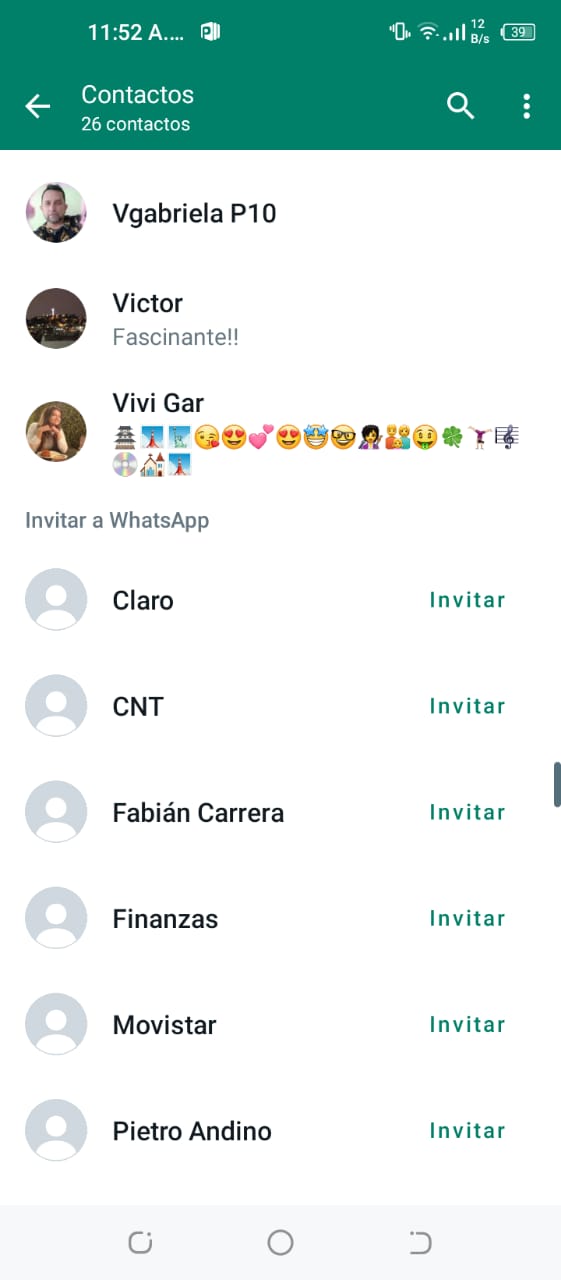 11:52 A....
12
B/s
39
Contactos
26 contactos
Vgabriela P10
Victor
Fascinante!!
Vivi Gar
🏯🗼🗽😘😍💕😍🤩🤓👩‍🎤👨‍👩‍👦🤑🍀🤸‍♀️🎼
💿⛪🗼
Invitar a WhatsApp
Claro Invitar
CNT Invitar
Fabián Carrera Invitar
Finanzas Invitar
Movistar Invitar
Pietro Andino Invitar